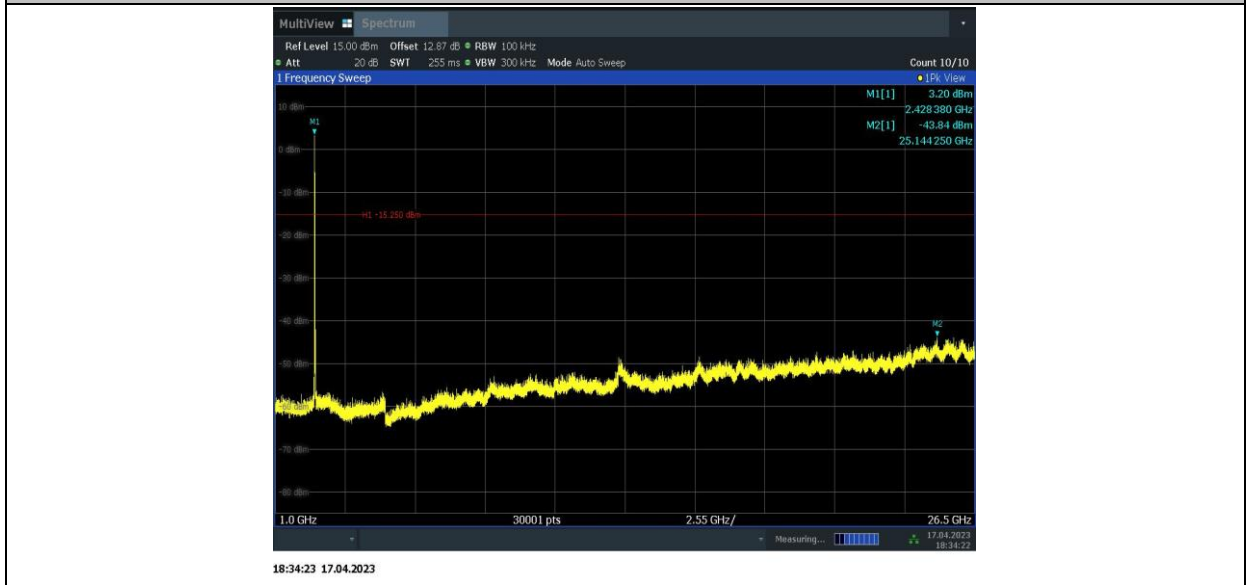 MultiView Spectrum
Ref Level 15.00 dBm Offset 12.87 dB RBW 100 kHz
Att 20 dB SWT 255 ms VBW 300 kHz Mode Auto Sweep Count 10/10
1 Frequency Sweep 1Pk View
M1[1] 3.20 dBm
2.428380 GHz
M2[1] -43.84 dBm
25.144250 GHz
10 dBm
M1
0 dBm
-10 dBm
H1 -15.250 dBm
-20 dBm
-30 dBm
-40 dBm
M2
-50 dBm
-60 dBm
-70 dBm
-80 dBm
1.0 GHz 30001 pts 2.55 GHz/ 26.5 GHz
Measuring... 17.04.2023
18:34:22
18:34:23 17.04.2023